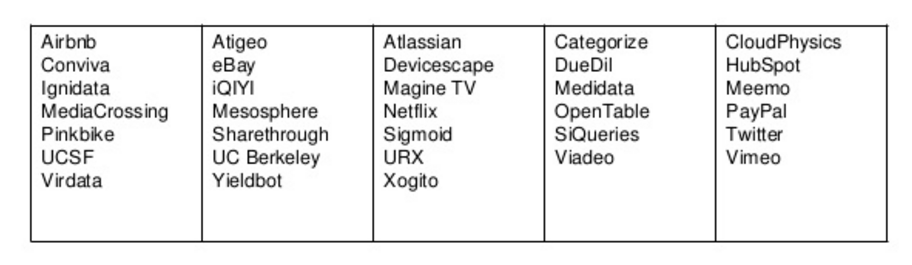 Airbnb Atigeo Atlassian Categorize CloudPhysics
Conviva eBay Devicescape DueDil HubSpot
Ignidata iQIYI Magine TV Medidata Meemo
MediaCrossing Mesosphere Netflix OpenTable PayPal
Pinkbike Sharethrough Sigmoid SiQueries Twitter
UCSF UC Berkeley URX Viadeo Vimeo
Virdata Yieldbot Xogito